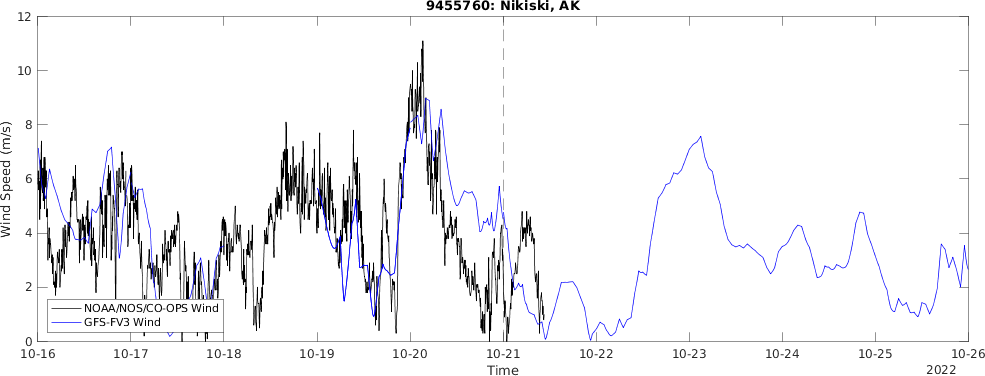 9455760: Nikiski, AK
Wind Speed (m/s)
12
10
8
6
4
2
0
NOAA/NOS/CO-OPS Wind
GFS-FV3 Wind
10-16 10-17 10-18 10-19 10-20 10-21 10-22 10-23 10-24 10-25 10-26
Time
2022